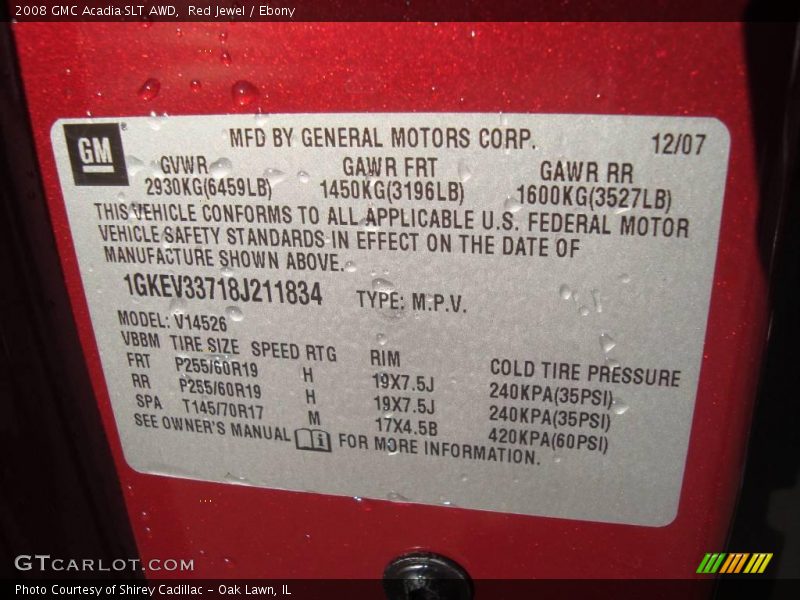 2008 GMC Acadia SLT AWD,  Red Jewel / Ebony
GM
®
MFD BY GENERAL MOTORS CORP.
12/07
GVWR GAWR FRT GAWR RR
2930KG(6459LB) 1450KG(3196LB) 1600KG(3527LB)
THIS VEHICLE CONFORMS TO ALL APPLICABLE U.S. FEDERAL MOTOR
VEHICLE SAFETY STANDARDS IN EFFECT ON THE DATE OF
MANUFACTURE SHOWN ABOVE.
1GKEV33718J211834 TYPE: M.P.V.
MODEL: V14526
VBBM TIRE SIZE SPEED RTG RIM COLD TIRE PRESSURE
FRT P255/60R19 H 19X7.5J 240KPA(35PSI)
RR P255/60R19 H 19X7.5J 240KPA(35PSI)
SPA T145/70R17 M 17X4.5B 420KPA(60PSI)
SEE OWNER'S MANUAL FOR MORE INFORMATION.
GTCARLOT.COM
Photo Courtesy of Shirey Cadillac - Oak Lawn, IL